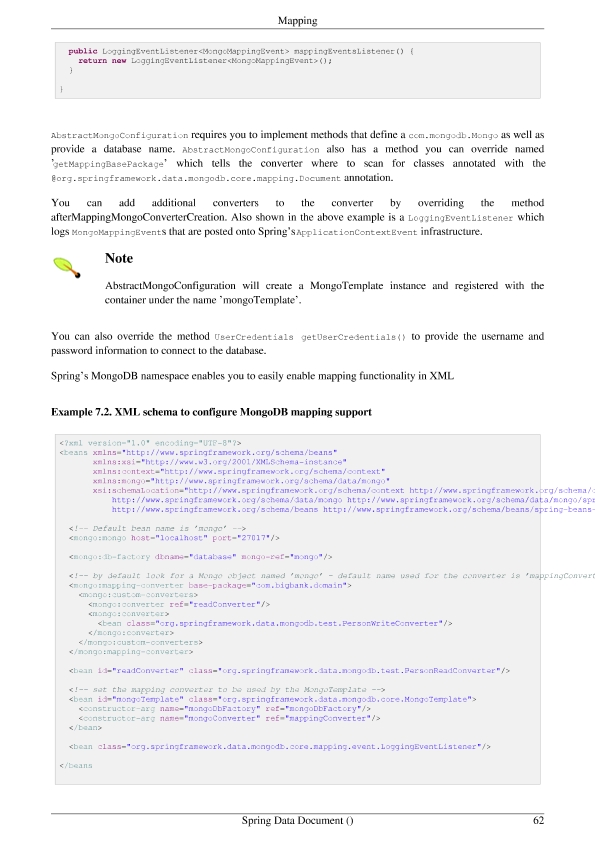 Mapping
public LoggingEventListener<MongoMappingEvent> mappingEventsListener() {
return new LoggingEventListener<MongoMappingEvent>();
}
}
AbstractMongoConfiguration requires you to implement methods that define a com.mongodb.Mongo as well as
provide a database name. AbstractMongoConfiguration also has a method you can override named
'getMappingBasePackage' which tells the converter where to scan for classes annotated with the
@org.springframework.data.mongodb.core.mapping.Document annotation.
You can add additional converters to the converter by overriding the method
afterMappingMongoConverterCreation. Also shown in the above example is a LoggingEventListener which
logs MongoMappingEvents that are posted onto Spring'sApplicationContextEvent infrastructure.
Note
AbstractMongoConfiguration will create a MongoTemplate instance and registered with the
container under the name 'mongoTemplate'.
You can also override the method UserCredentials getUserCredentials() to provide the username and
password information to connect to the database.
Spring's MongoDB namespace enables you to easily enable mapping functionality in XML
Example 7.2. XML schema to configure MongoDB mapping support
<?xml version="1.0" encoding="UTF-8"?>
<beans xmlns="http://www.springframework.org/schema/beans"
xmlns:xsi="http://www.w3.org/2001/XMLSchema-instance"
xmlns:context="http://www.springframework.org/schema/context"
xmlns:mongo="http://www.springframework.org/schema/data/mongo"
xsi:schemaLocation="http://www.springframework.org/schema/context http://www.springframework.org/schema/c
http://www.springframework.org/schema/data/mongo http://www.springframework.org/schema/data/mongo/spr
http://www.springframework.org/schema/beans http://www.springframework.org/schema/beans/spring-beans-
<!-- Default bean name is 'mongo' -->
<mongo:mongo host="localhost" port="27017"/>
<mongo:db-factory dbname="database" mongo-ref="mongo"/>
<!-- by default look for a Mongo object named 'mongo' - default name used for the converter is 'mappingConvert
<mongo:mapping-converter base-package="com.bigbank.domain">
<mongo:custom-converters>
<mongo:converter ref="readConverter"/>
<mongo:converter>
<bean class="org.springframework.data.mongodb.test.PersonWriteConverter"/>
</mongo:converter>
</mongo:custom-converters>
</mongo:mapping-converter>
<bean id="readConverter" class="org.springframework.data.mongodb.test.PersonReadConverter"/>
<!-- set the mapping converter to be used by the MongoTemplate -->
<bean id="mongoTemplate" class="org.springframework.data.mongodb.core.MongoTemplate">
<constructor-arg name="mongoDbFactory" ref="mongoDbFactory"/>
<constructor-arg name="mongoConverter" ref="mappingConverter"/>
</bean>
<bean class="org.springframework.data.mongodb.core.mapping.event.LoggingEventListener"/>
</beans
Spring Data Document () 62